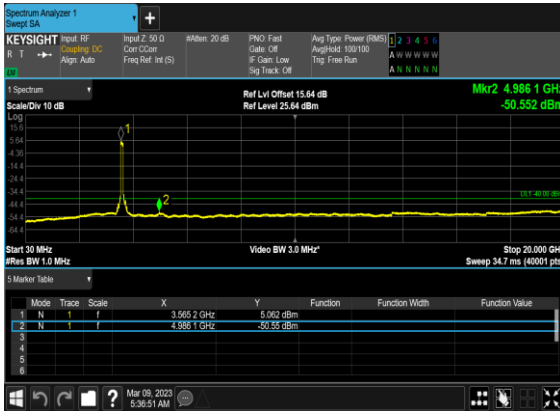 Spectrum Analyzer 1
Swept SA
+
KEYSIGHT Input: RF Input Z: 50 Ω #Atten: 20 dB PNO: Fast Avg Type: Power (RMS) 1 2 3 4 5 6
R T Coupling: DC Corr CCorr Gate: Off Avg|Hold: 100/100 A W W W W W
Align: Auto Freq Ref: Int (S) IF Gain: Low Trig: Free Run
Sig Track: Off A N N N N N
1 Spectrum Ref Lvl Offset 15.64 dB Mkr2 4.986 1 GHz
Scale/Div 10 dB Ref Level 25.64 dBm -50.552 dBm
Log
15.6
5.64
-4.36
-14.4
-24.4
-34.4
-44.4
-54.4
-64.4
1
2
DL1 -40.00 dBm
Start 30 MHz Video BW 3.0 MHz* Stop 20.000 GH
#Res BW 1.0 MHz Sweep 34.7 ms (40001 pts
5 Marker Table
Mode Trace Scale X Y Function Function Width Function Value
1 N 1 f 3.565 2 GHz 5.062 dBm
2 N 1 f 4.986 1 GHz -50.55 dBm
3
4
5
6
? Mar 09, 2023
5:36:51 AM